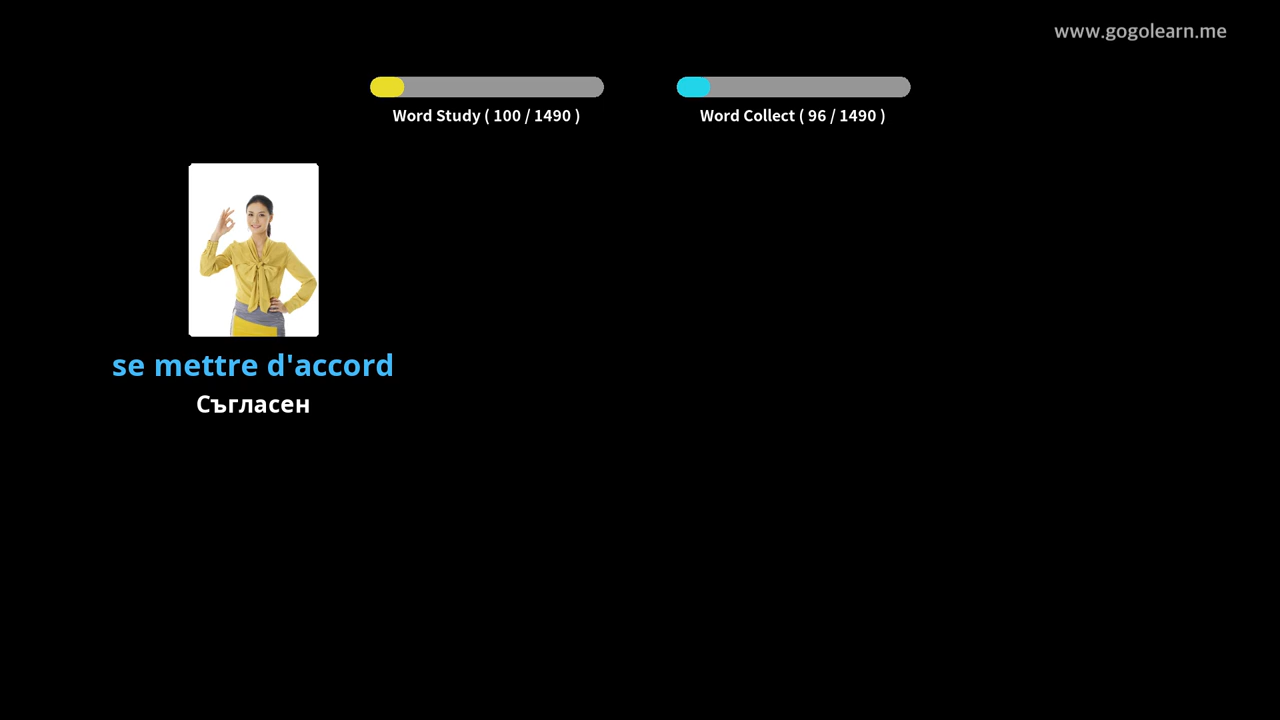 www.gogolearn.me
Word Study ( 100 / 1490 )
Word Collect ( 96 / 1490 )
se mettre d'accord
Съгласен